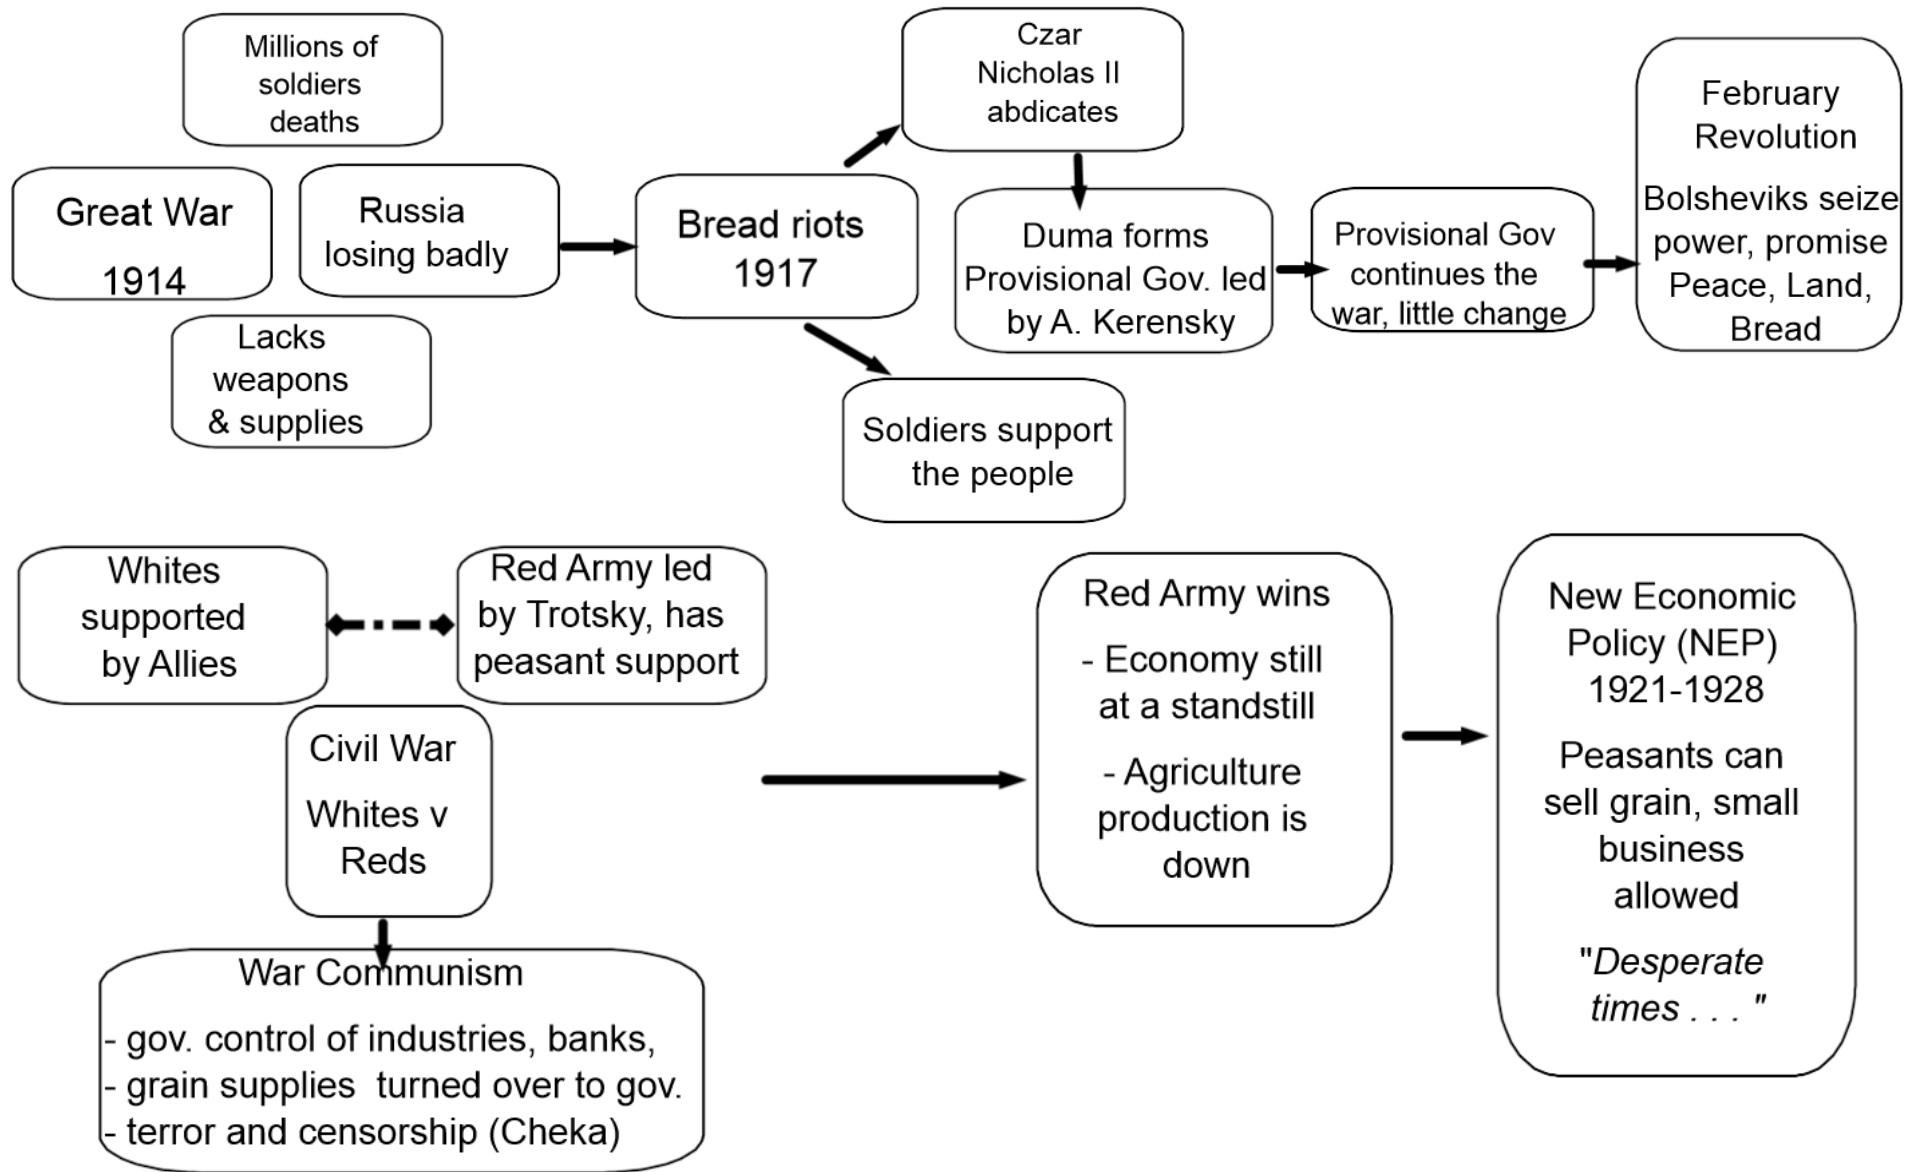 Millions of
soldiers
deaths
Great War
1914
Russia
losing badly
Lacks
weapons
& supplies
Bread riots
1917
Czar
Nicholas II
abdicates
Soldiers support
the people
Duma forms
Provisional Gov. led
by A. Kerensky
Provisional Gov
continues the
war, little change
February
Revolution
Bolsheviks seize
power, promise
Peace, Land,
Bread
Whites
supported
by Allies
Red Army led
by Trotsky, has
peasant support
Civil War
Whites v
Reds
War Communism
- gov. control of industries, banks,
- grain supplies turned over to gov.
- terror and censorship (Cheka)
Red Army wins
- Economy still
at a standstill
- Agriculture
production is
down
New Economic
Policy (NEP)
1921-1928
Peasants can
sell grain, small
business
allowed
"Desperate
times . . . "